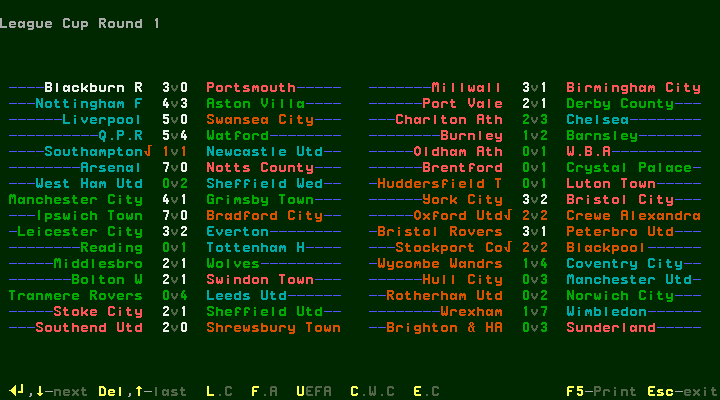 League Cup Round 1
Blackburn R 3v0 Portsmouth Millwall 3v1 Birmingham City
Nottingham F 4v3 Aston Villa Port Vale 2v1 Derby County
Liverpool 5v0 Swansea City Charlton Ath 2v3 Chelsea
Q.P.R 5v4 Watford Burnley 1v2 Barnsley
Southampton√ 1v1 Newcastle Utd Oldham Ath 0v1 W.B.A
Arsenal 7v0 Notts County Brentford 0v1 Crystal Palace
West Ham Utd 0v2 Sheffield Wed Huddersfield T 0v1 Luton Town
Manchester City 4v1 Grimsby Town York City 3v2 Bristol City
Ipswich Town 7v0 Bradford City Oxford Utd√ 2v2 Crewe Alexandra
Leicester City 3v2 Everton Bristol Rovers 3v1 Peterbro Utd
Reading 0v1 Tottenham H Stockport Co√ 2v2 Blackpool
Middlesbro 2v1 Wolves Wycombe Wandrs 1v4 Coventry City
Bolton W 2v1 Swindon Town Hull City 0v3 Manchester Utd
Tranmere Rovers 0v4 Leeds Utd Rotherham Utd 0v2 Norwich City
Stoke City 2v1 Sheffield Utd Wrexham 1v7 Wimbledon
Southend Utd 2v0 Shrewsbury Town Brighton & HA 0v3 Sunderland
◄┘,↓—next Del,↑—last L.C F.A UEFA C.W.C E.C F5—Print Esc—exit